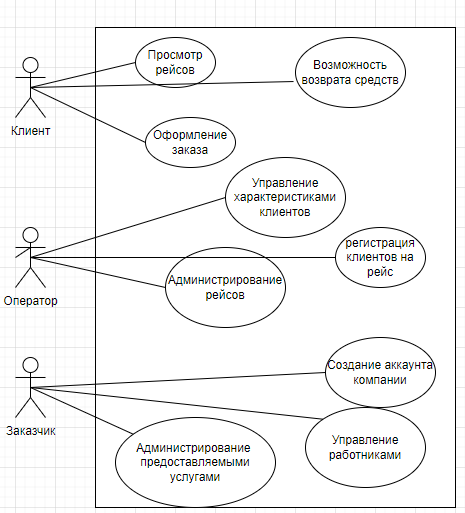 Просмотр
рейсов
Возможность
возврата средств
Клиент
Оформление
заказа
Управление
характеристиками
клиентов
регистрация
клиентов на
рейс
Администрирование
рейсов
Оператор
Создание аккаунта
компании
Заказчик
Управление
работниками
Администрирование
предоставляемыми
услугами